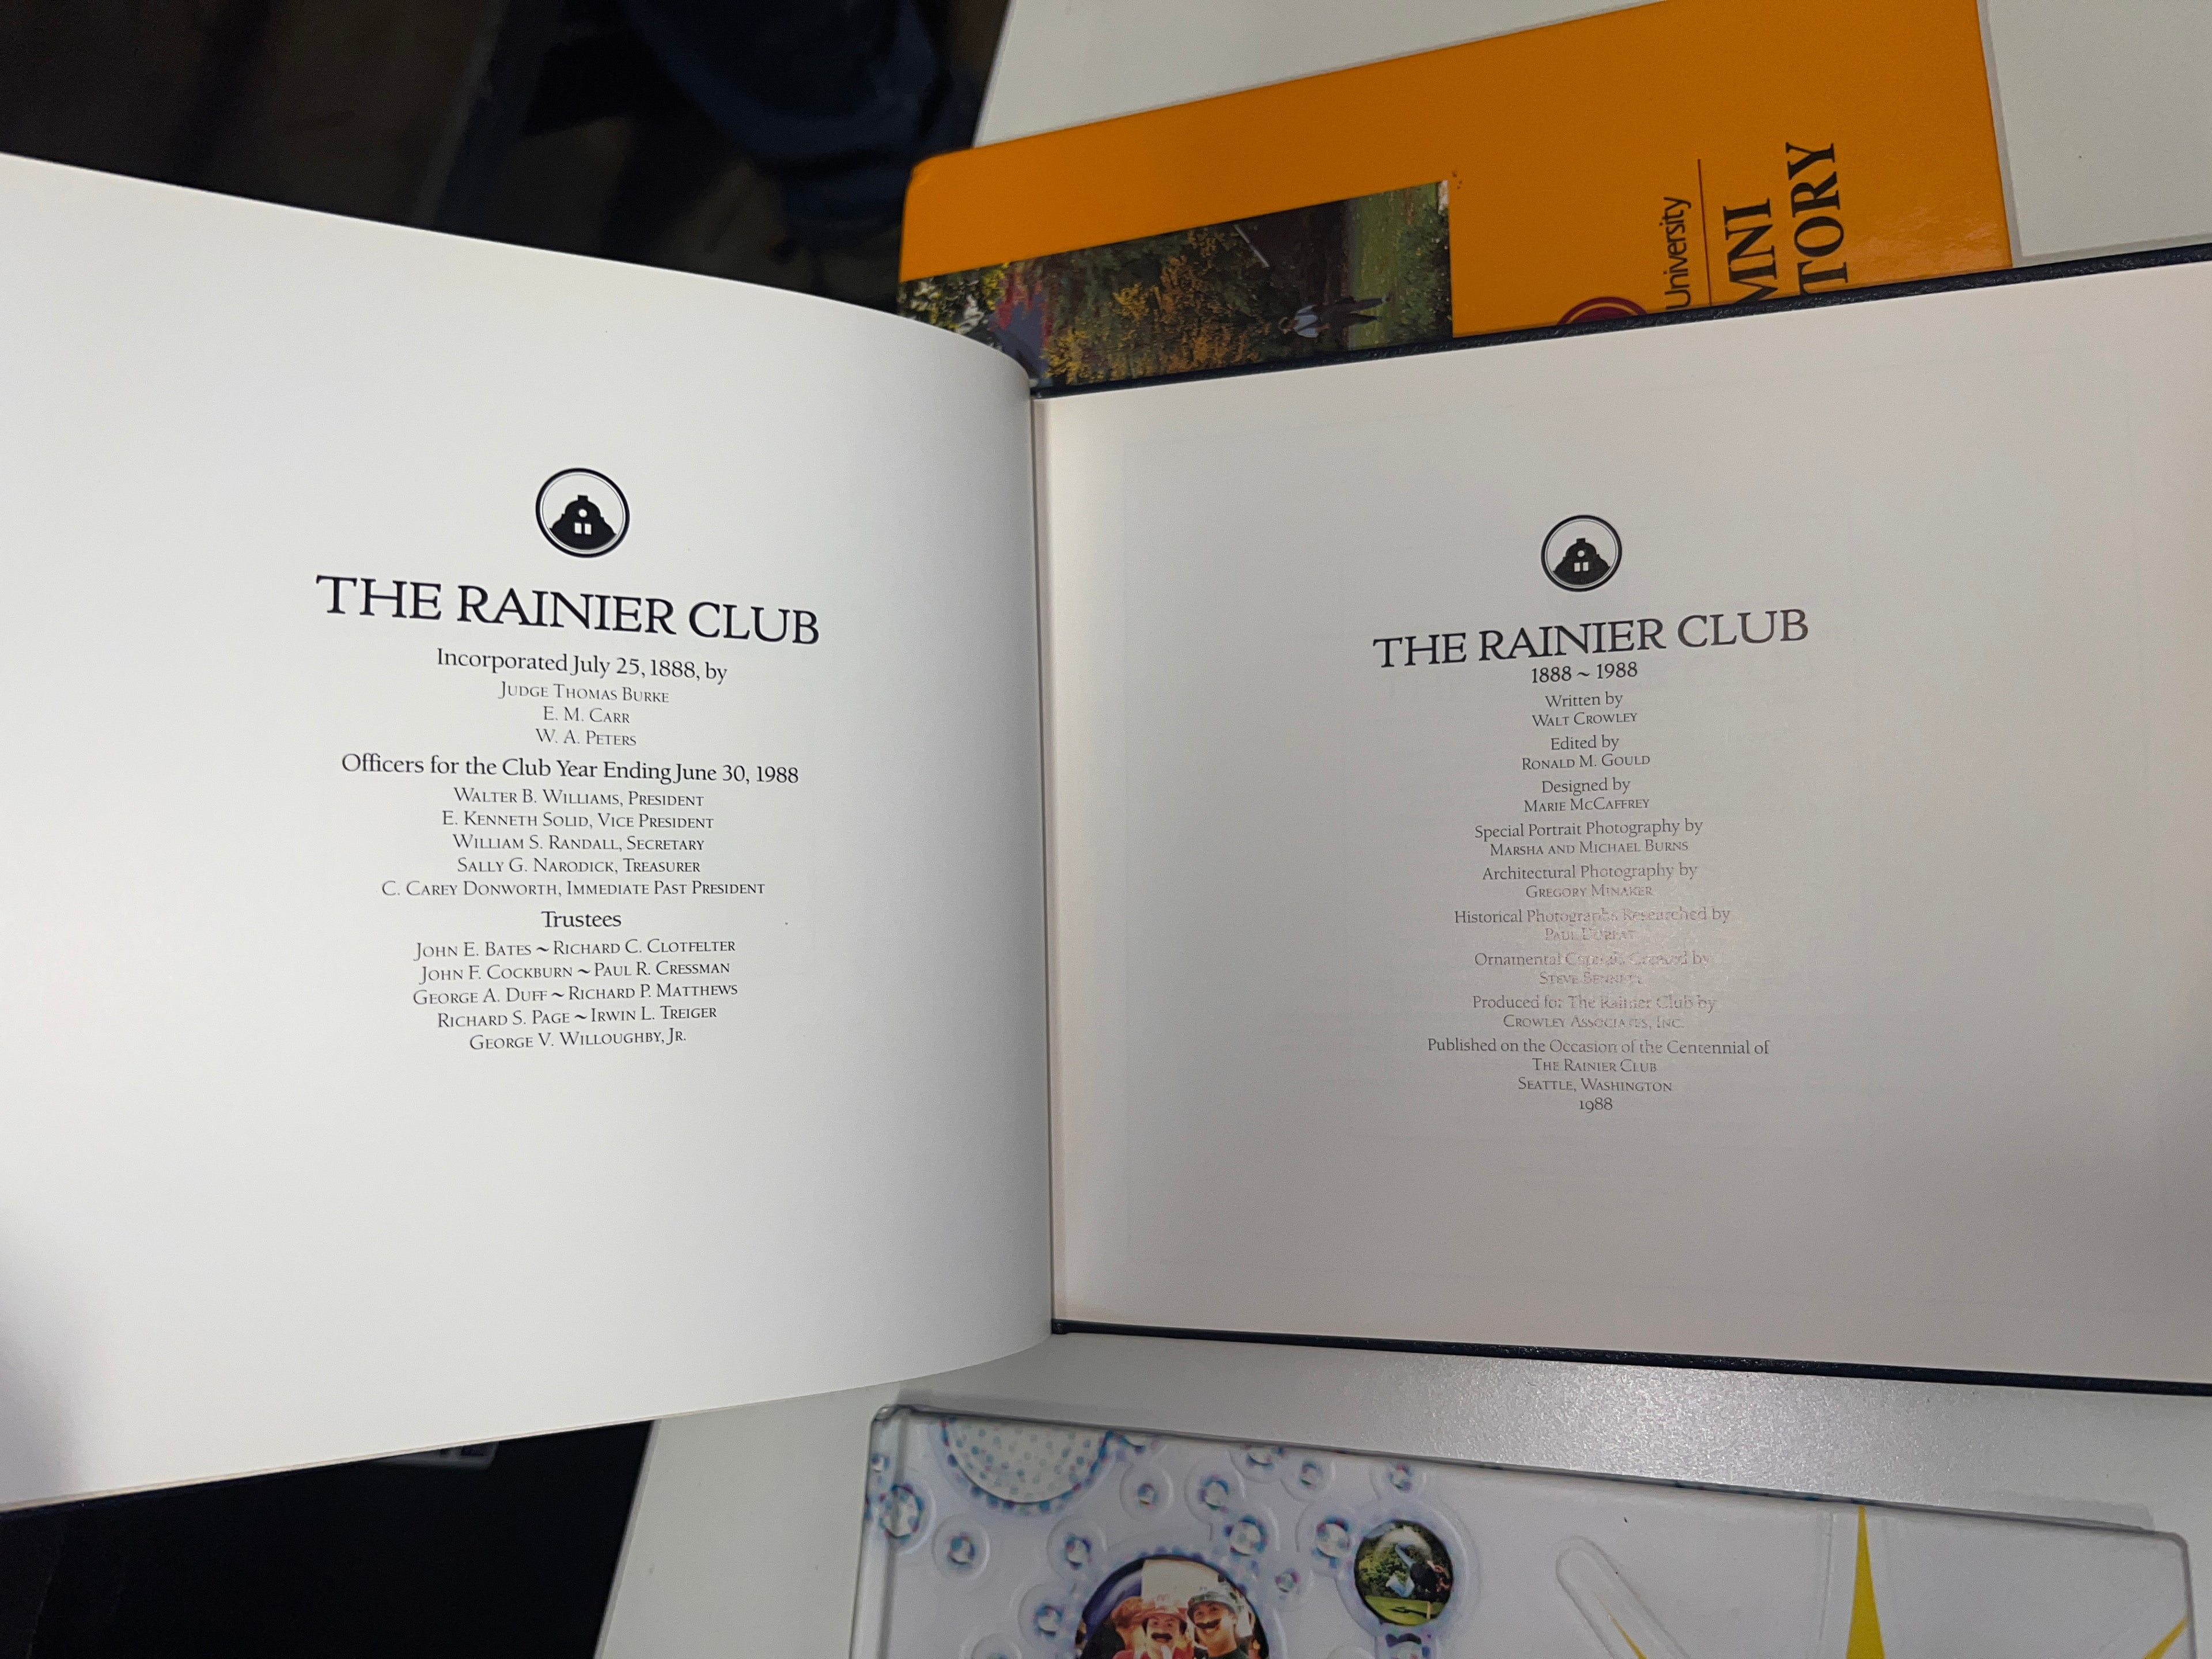 University
MNI
TORY
THE RAINIER CLUB
Incorporated July 25, 1888, by
JUDGE THOMAS BURKE
E. M. CARR
W. A. PETERS
Officers for the Club Year Ending June 30, 1988
WALTER B. WILLIAMS, PRESIDENT
E. KENNETH SOLID, VICE PRESIDENT
WILLIAM S. RANDALL, SECRETARY
SALLY G. NARODICK, TREASURER
C. CAREY DONWORTH, IMMEDIATE PAST PRESIDENT
Trustees
JOHN E. BATES ~ RICHARD C. CLOTFELTER
JOHN F. COCKBURN ~ PAUL R. CRESSMAN
GEORGE A. DUFF ~ RICHARD P. MATTHEWS
RICHARD S. PAGE ~ IRWIN L. TREIGER
GEORGE V. WILLOUGHBY, JR.
THE RAINIER CLUB
1888 ~ 1988
Written by
WALT CROWLEY
Edited by
RONALD M. GOULD
Designed by
MARIE MCCAFFREY
Special Portrait Photography by
MARSHA AND MICHAEL BURNS
Architectural Photography by
GREGORY MINAKER
Historical Photographs Researched by
PAUL
Ornamental by
STEVE BENNETT
Produced for The Rainier Club by
CROWLEY ASSOCIATES, INC.
Published on the Occasion of the Centennial of
THE RAINIER CLUB
SEATTLE, WASHINGTON
1988